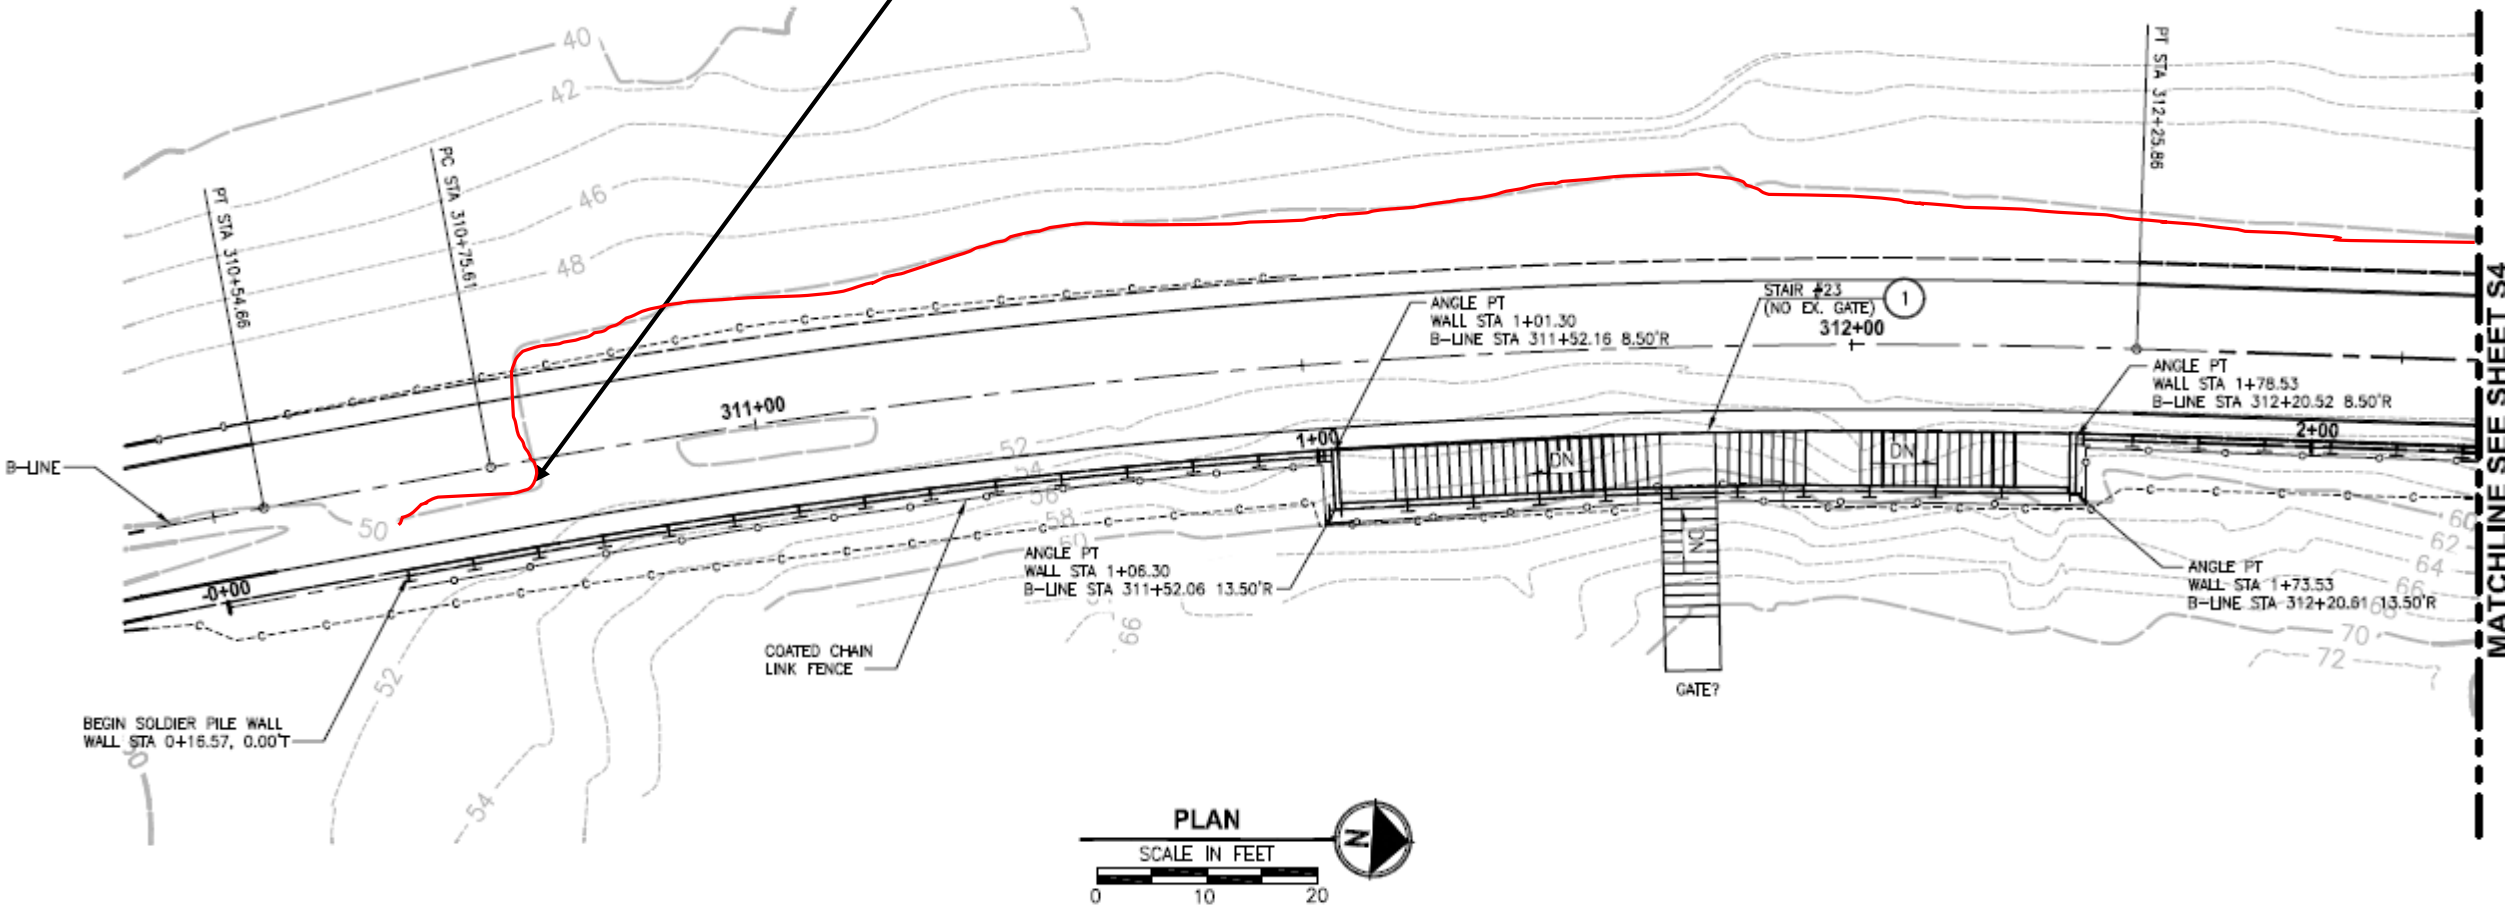 40
42
46
48
50
PT STA 310+54.66
PC STA 310+75.61
PT STA 312+25.86
B-LINE
311+00
312+00
ANGLE PT
WALL STA 1+01.30
B-LINE STA 311+52.16 8.50'R
STAIR #23
(NO EX. GATE)
1
ANGLE PT
WALL STA 1+78.53
B-LINE STA 312+20.52 8.50'R
MATCHLINE SEE SHEET S4
-0+00
1+00
2+00
DN
DN
DN
52
54
56
58
60
ANGLE PT
WALL STA 1+06.30
B-LINE STA 311+52.06 13.50'R
ANGLE PT
WALL STA 1+73.53
B-LINE STA 312+20.61 13.50'R
60
62
64
66
68
70
72
66
COATED CHAIN
LINK FENCE
GATE?
BEGIN SOLDIER PILE WALL
WALL STA 0+16.57, 0.00'T
52
54
50
PLAN
SCALE IN FEET
0 10 20
N